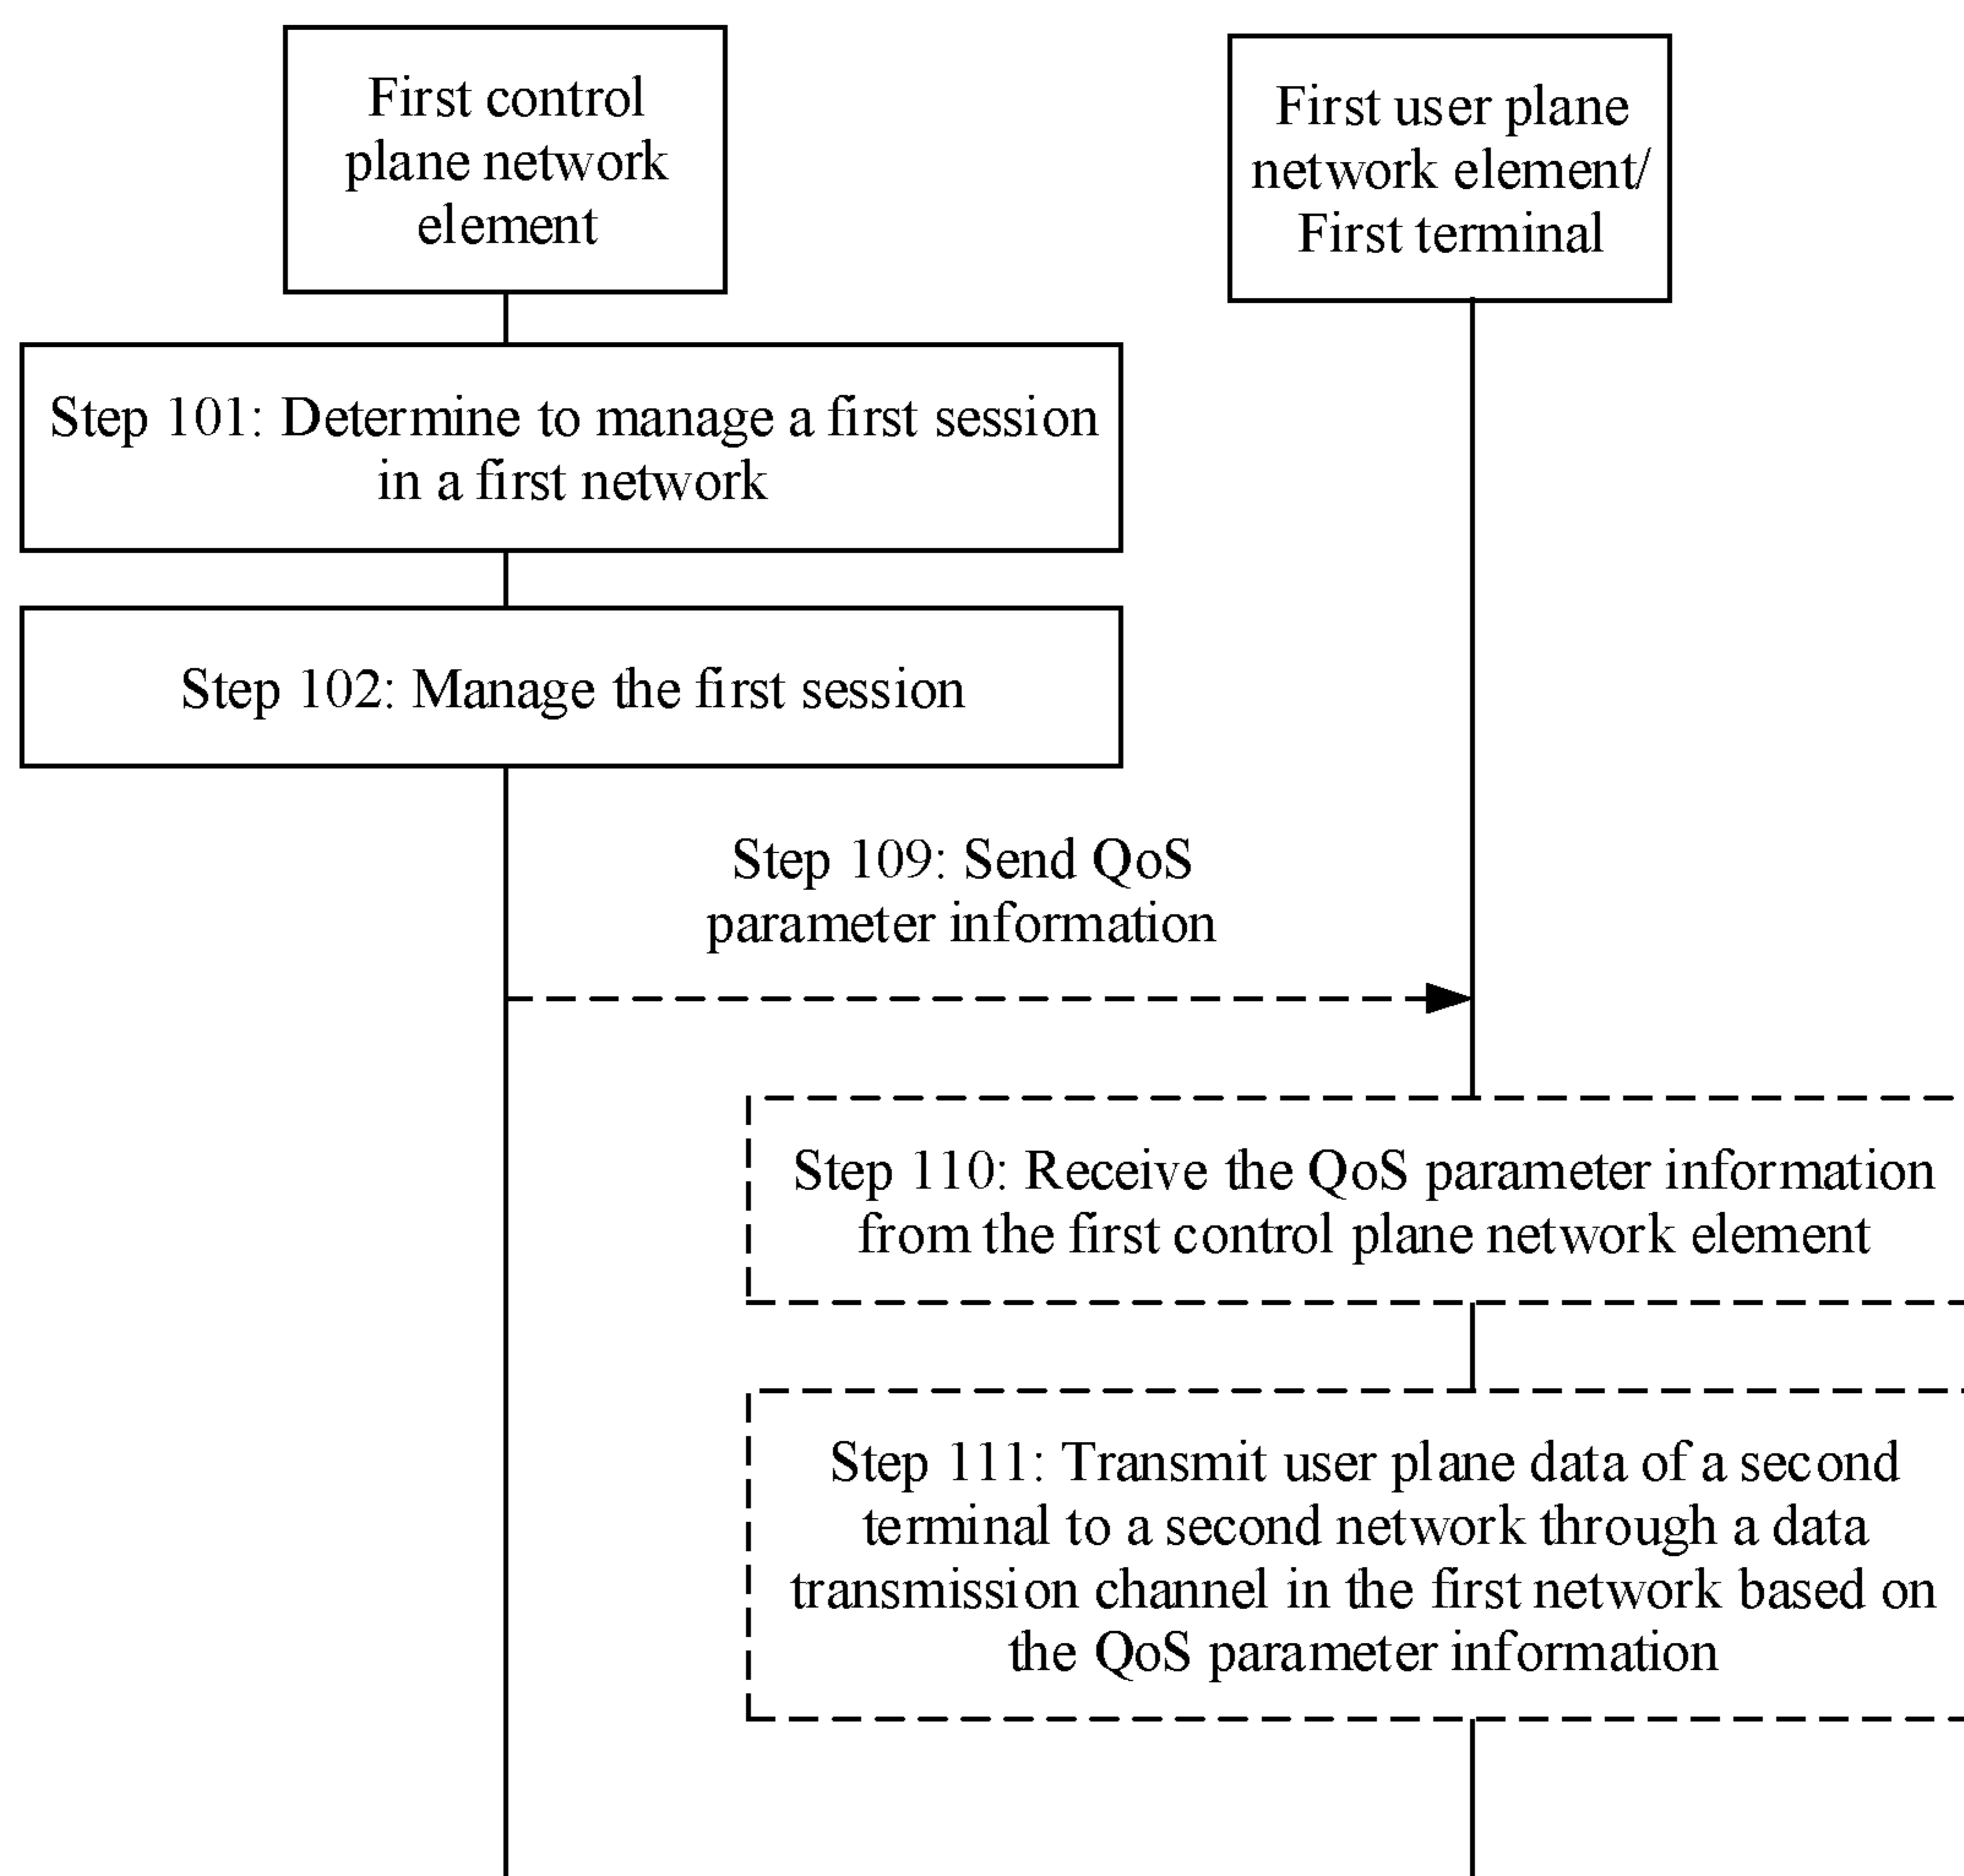 First control
plane network
element
First user plane
network element/
First terminal
Step 101: Determine to manage a first session
in a first network
Step 102: Manage the first session
Step 109: Send QoS
parameter information
Step 110: Receive the QoS parameter information
from the first control plane network element
Step 111: Transmit user plane data of a second
terminal to a second network through a data
transmission channel in the first network based on
the QoS parameter information